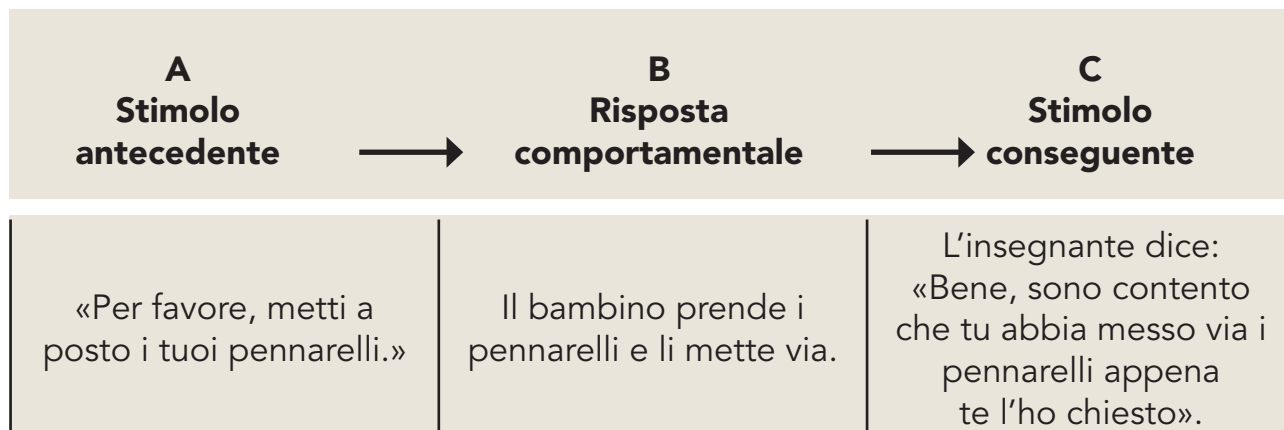 A
Stimolo
antecedente
B
Risposta
comportamentale
C
Stimolo
conseguente
«Per favore, metti a
posto i tuoi pennarelli.»
Il bambino prende i
pennarelli e li mette via.
L'insegnante dice:
«Bene, sono contento
che tu abbia messo via i
pennarelli appena
te l'ho chiesto».